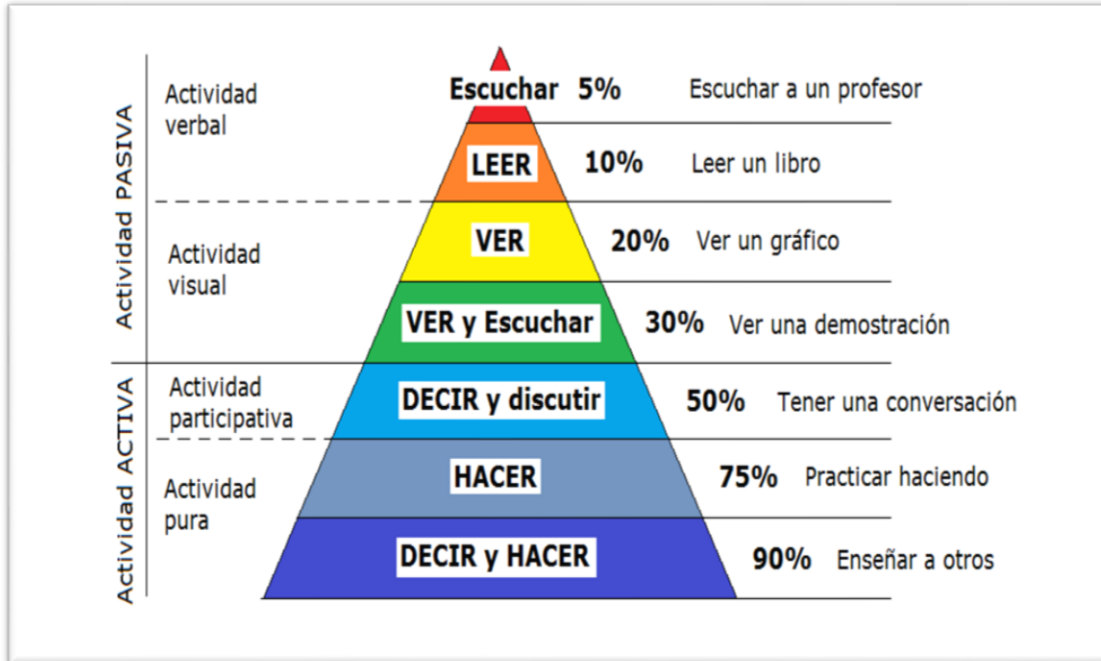 Actividad PASIVA
Actividad
verbal
Escuchar 5% Escuchar a un profesor
LEER 10% Leer un libro
Actividad
visual
VER 20% Ver un gráfico
VER y Escuchar 30% Ver una demostración
Actividad ACTIVA
Actividad
participativa
DECIR y discutir 50% Tener una conversación
Actividad
pura
HACER 75% Practicar haciendo
DECIR y HACER 90% Enseñar a otros